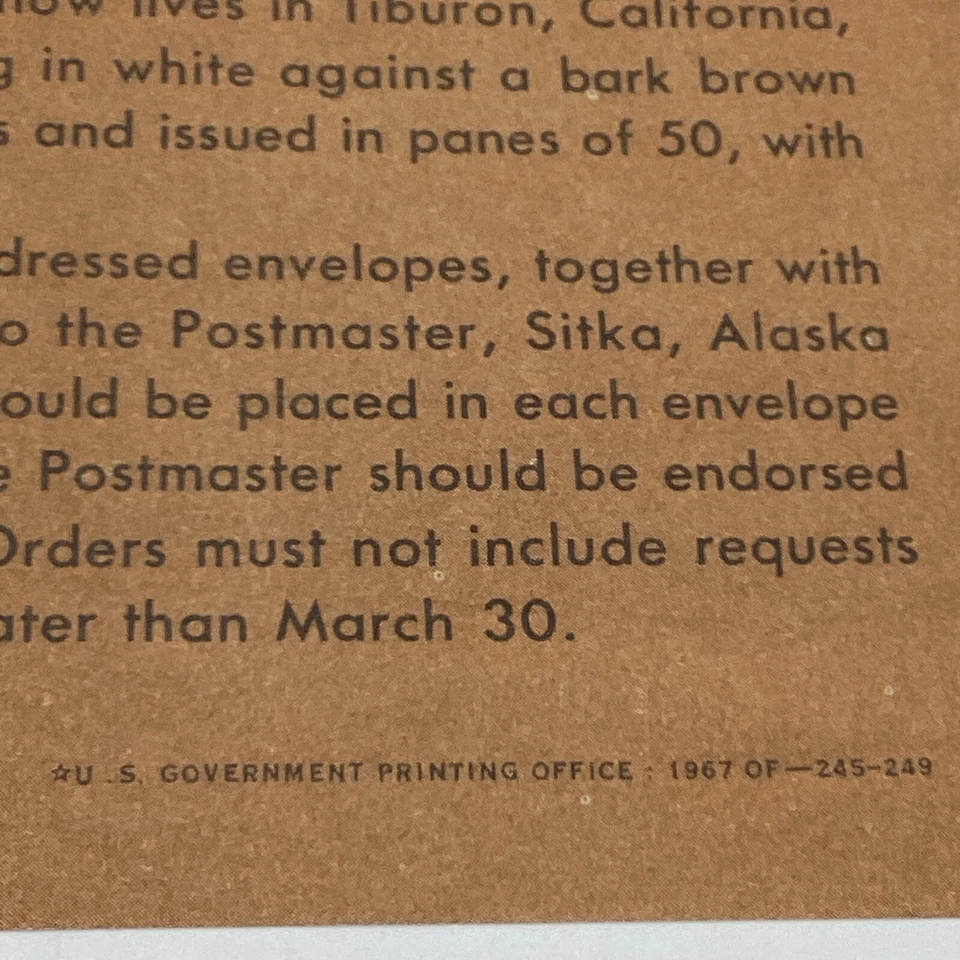 now lives in Tiburon, California,
g in white against a bark brown
s and issued in panes of 50, with
dressed envelopes, together with
o the Postmaster, Sitka, Alaska
ould be placed in each envelope
e Postmaster should be endorsed
Orders must not include requests
ater than March 30.
☆U.S. GOVERNMENT PRINTING OFFICE : 1967 OF—245-249